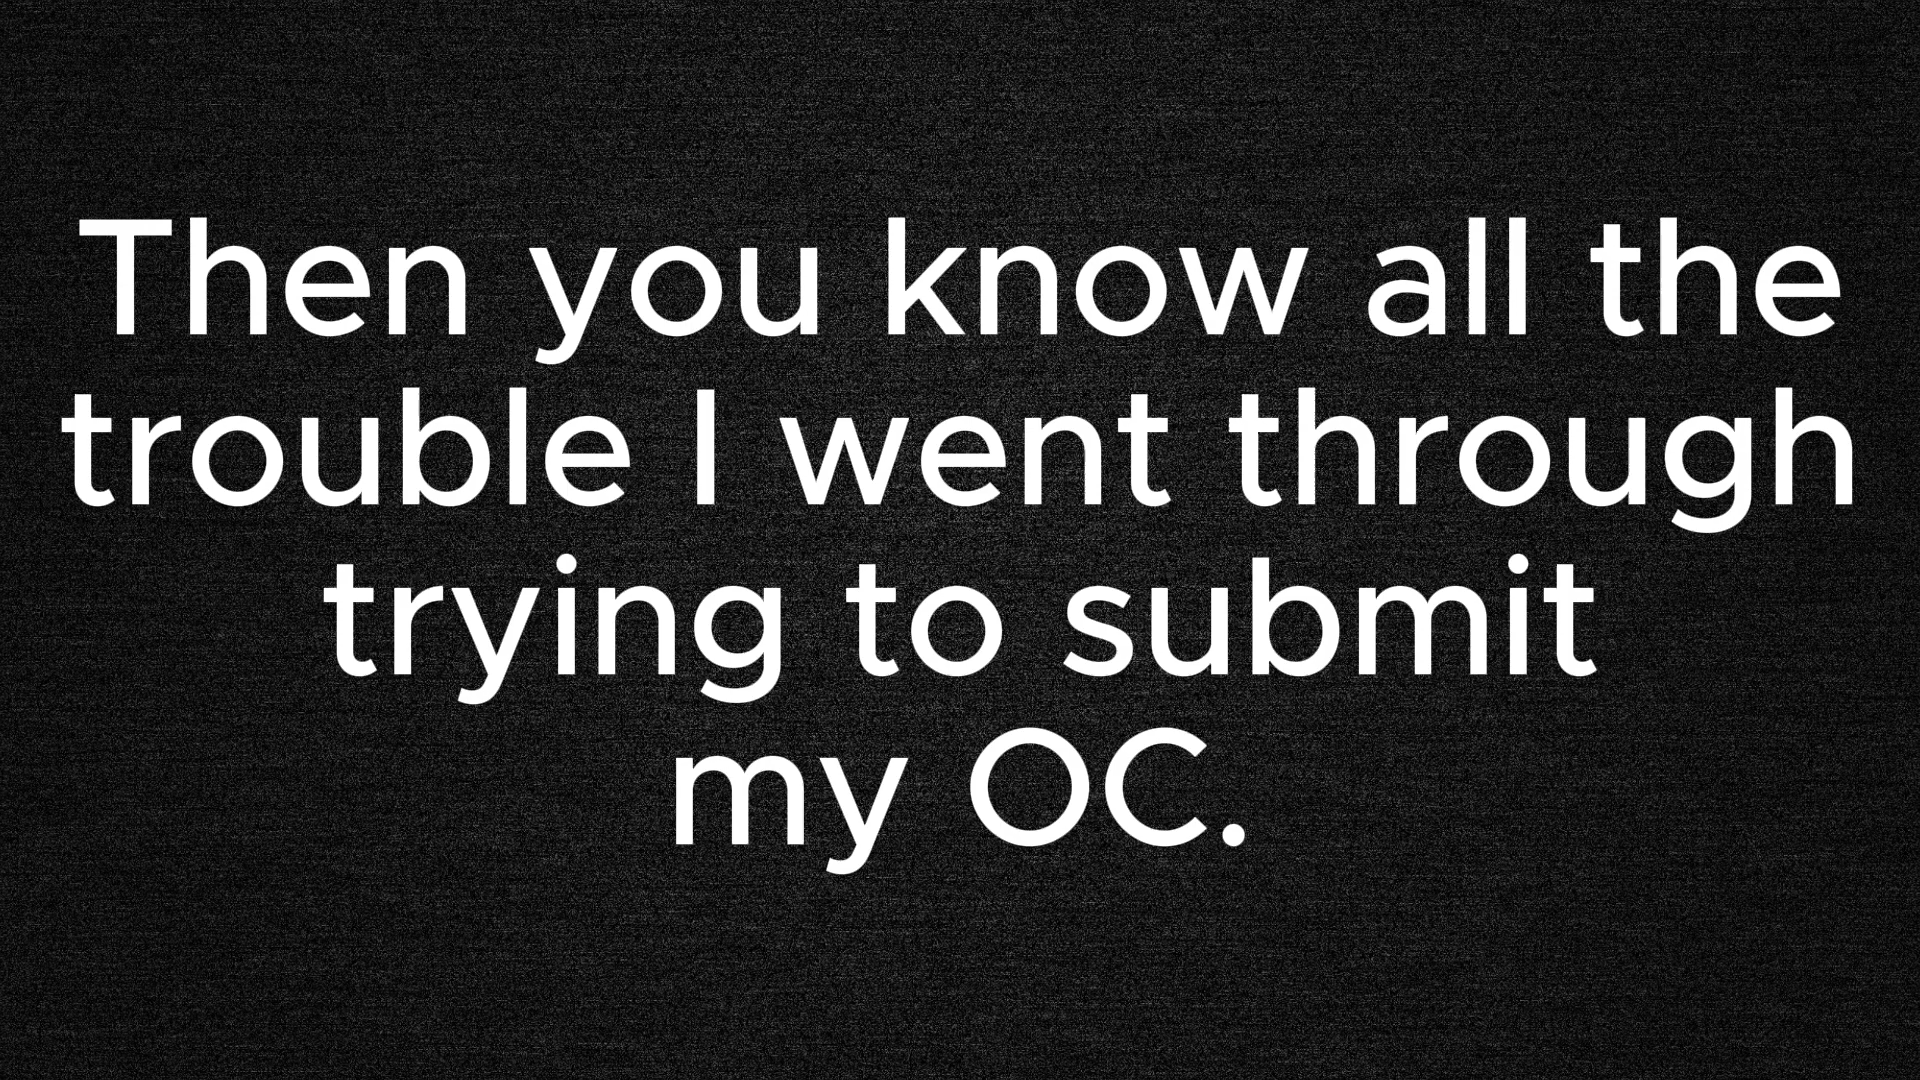 Then you know all the
trouble I went through
trying to submit
my OC.